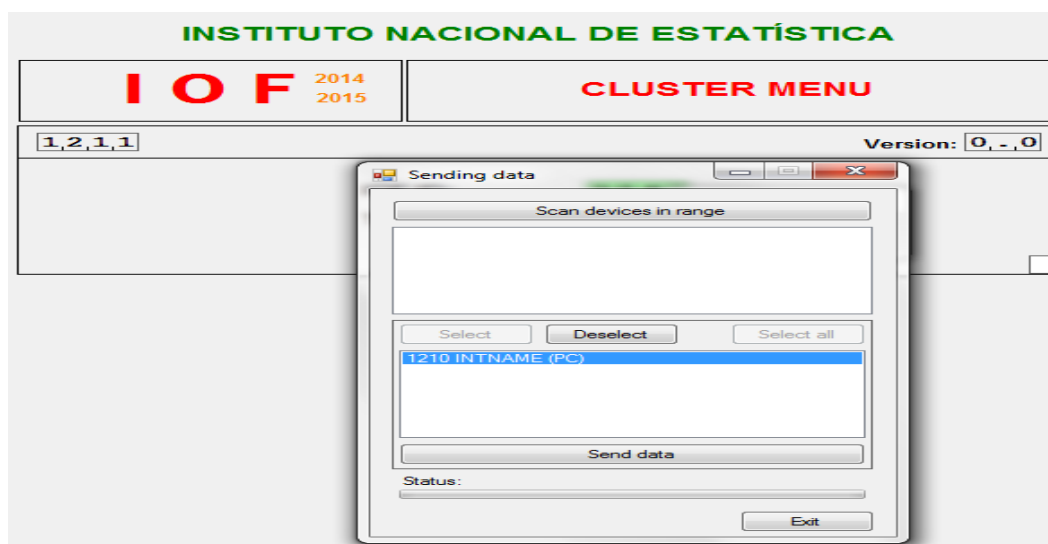 INSTITUTO NACIONAL DE ESTATÍSTICA
I O F 2014 2015
CLUSTER MENU
1,2,1,1
Version: 0,-,0
Sending data
Scan devices in range
Select Deselect Select all
1210 INTNAME (PC)
Send data
Status:
Exit